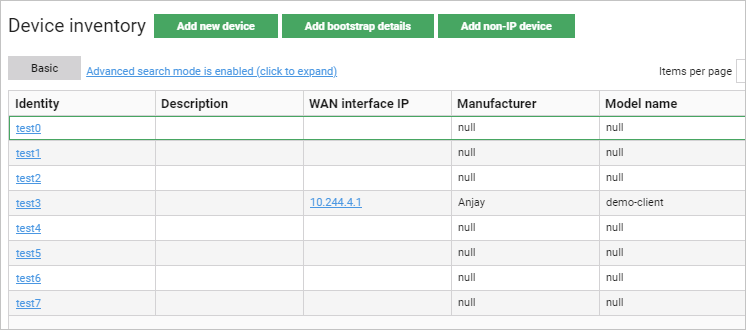 Device inventory Add new device Add bootstrap details Add non-IP device
Basic Advanced search mode is enabled (click to expand) Items per page
Identity Description WAN interface IP Manufacturer Model name
test0 null null
test1 null null
test2 null null
test3 10.244.4.1 Anjay demo-client
test4 null null
test5 null null
test6 null null
test7 null null